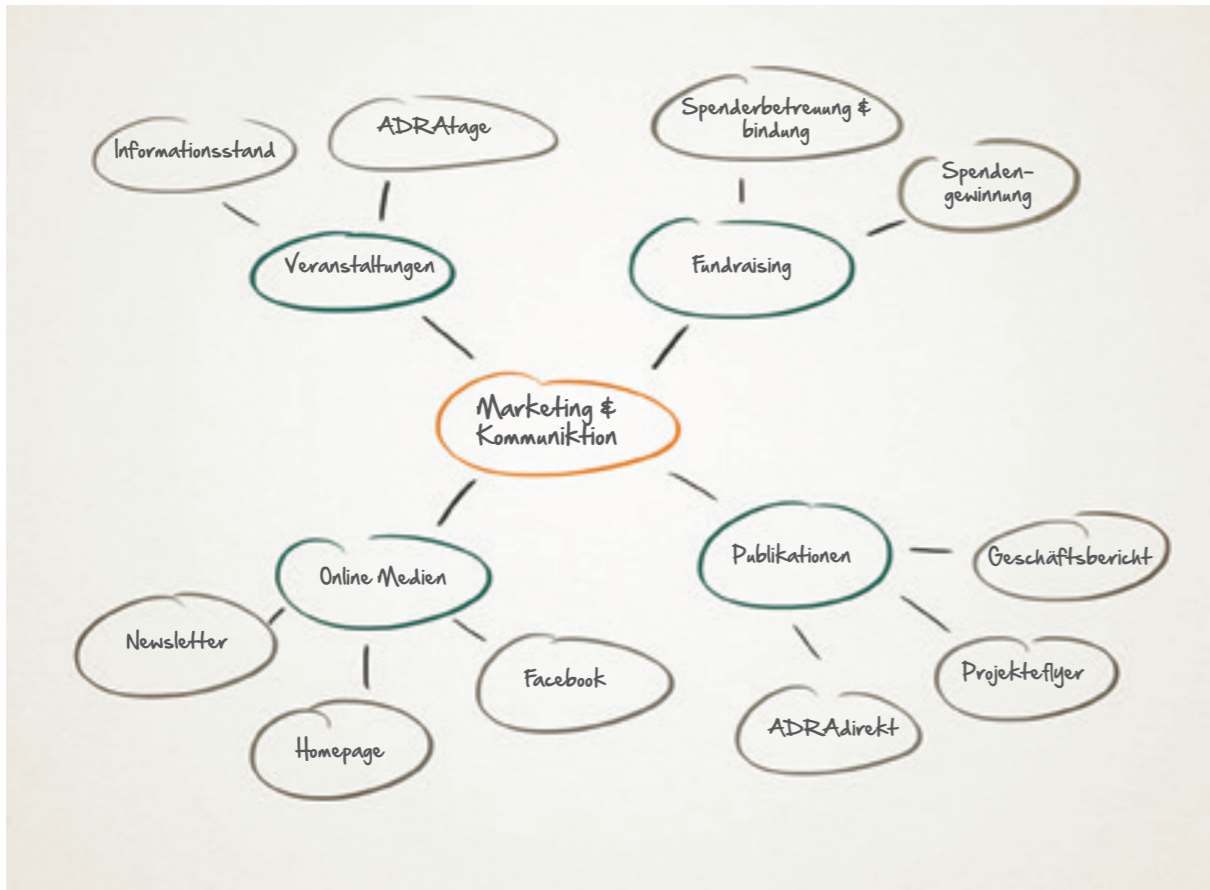 Spenderbetreuung &
bindung
ADRAtage
Informationsstand
Spenden-
gewinnung
Veranstaltungen
Fundraising
Marketing &
Kommuniktion
Publikationen
Geschäftsbericht
Online Medien
Newsletter
Facebook
Projekteflyer
ADRAdirekt
Homepage